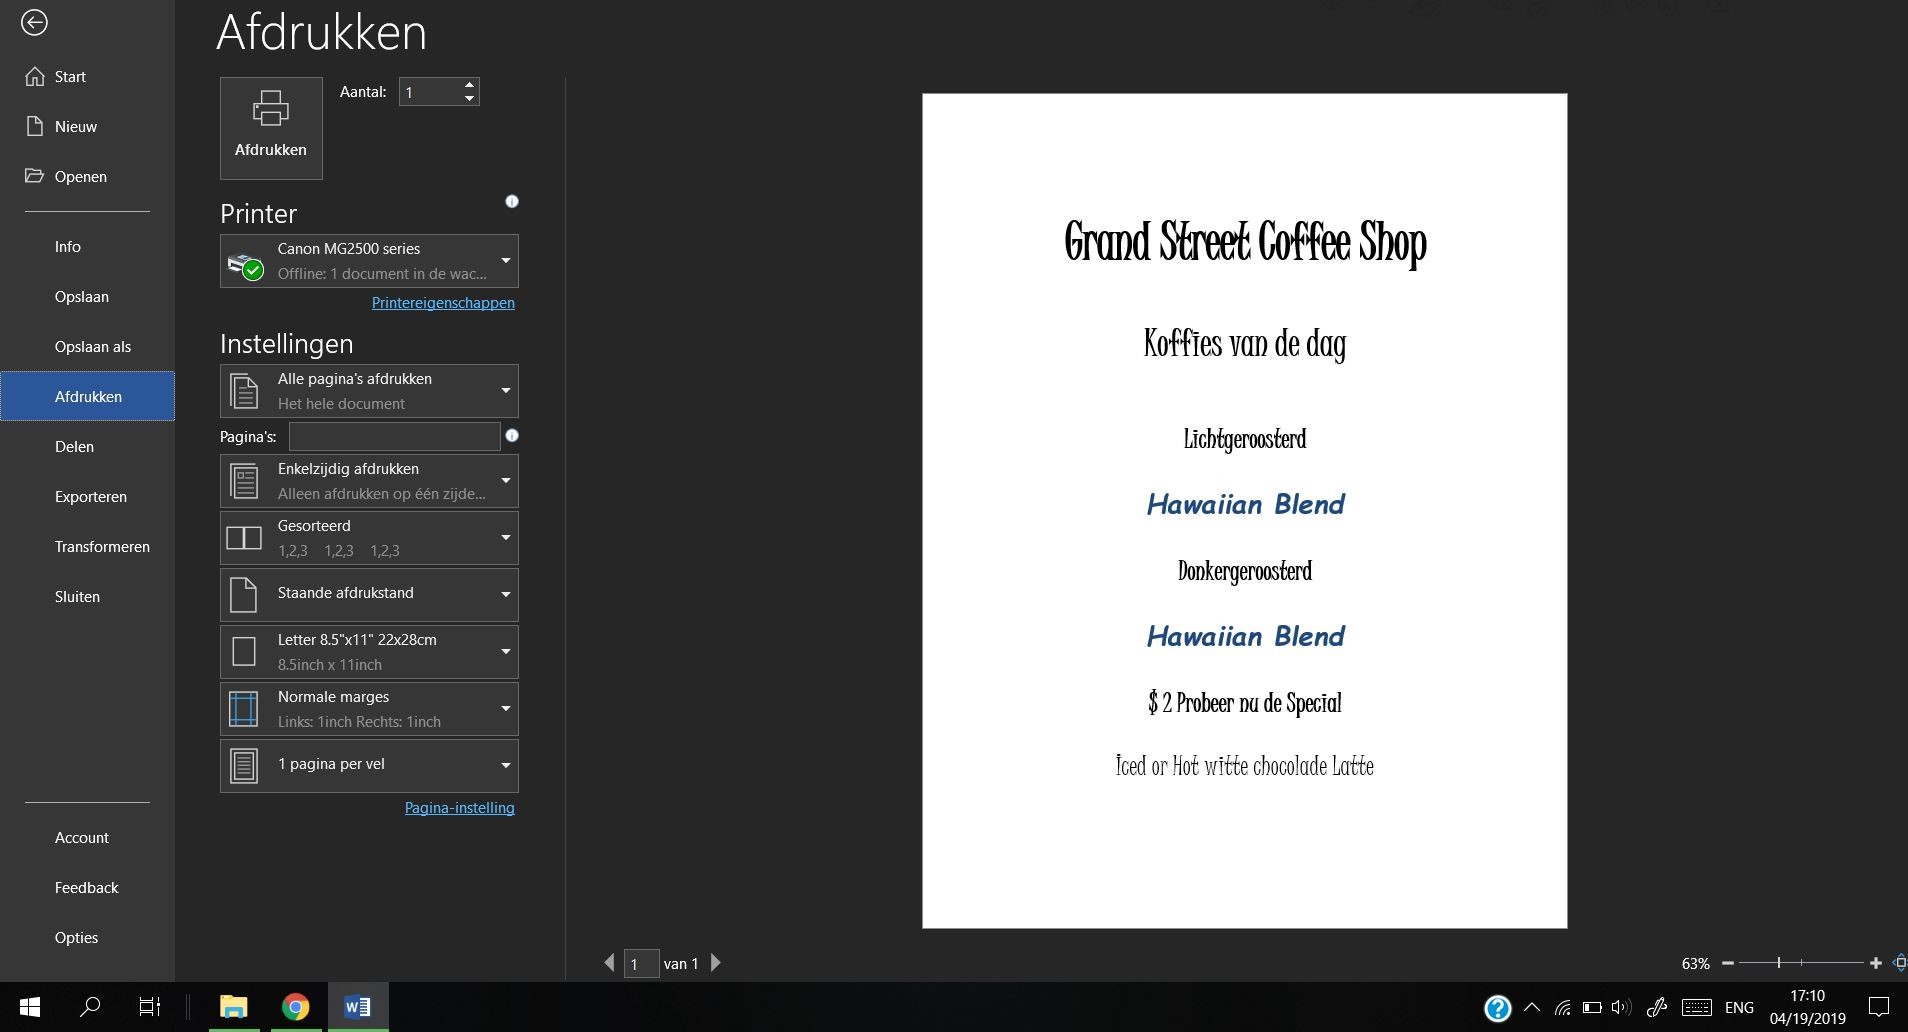 Afdrukken
Start
Nieuw
Openen
Info
Opslaan
Opslaan als
Afdrukken
Delen
Exporteren
Transformeren
Sluiten
Account
Feedback
Opties
Afdrukken
Aantal: 1
Printer
Canon MG2500 series
Offline: 1 document in de wac...
Printereigenschappen
Instellingen
Alle pagina's afdrukken
Het hele document
Pagina's:
Enkelzijdig afdrukken
Alleen afdrukken op één zijde...
Gesorteerd
1,2,3 1,2,3 1,2,3
Staande afdrukstand
Letter 8.5"x11" 22x28cm
8.5inch x 11inch
Normale marges
Links: 1inch Rechts: 1inch
1 pagina per vel
Pagina-instelling
Grand Street Coffee Shop
Koffies van de dag
Lichtgeroosterd
Hawaiian Blend
Donkergeroosterd
Hawaiian Blend
$ 2 Probeer nu de Special
Iced or Hot witte chocolade Latte
1 van 1
63%
ENG
17:10
04/19/2019